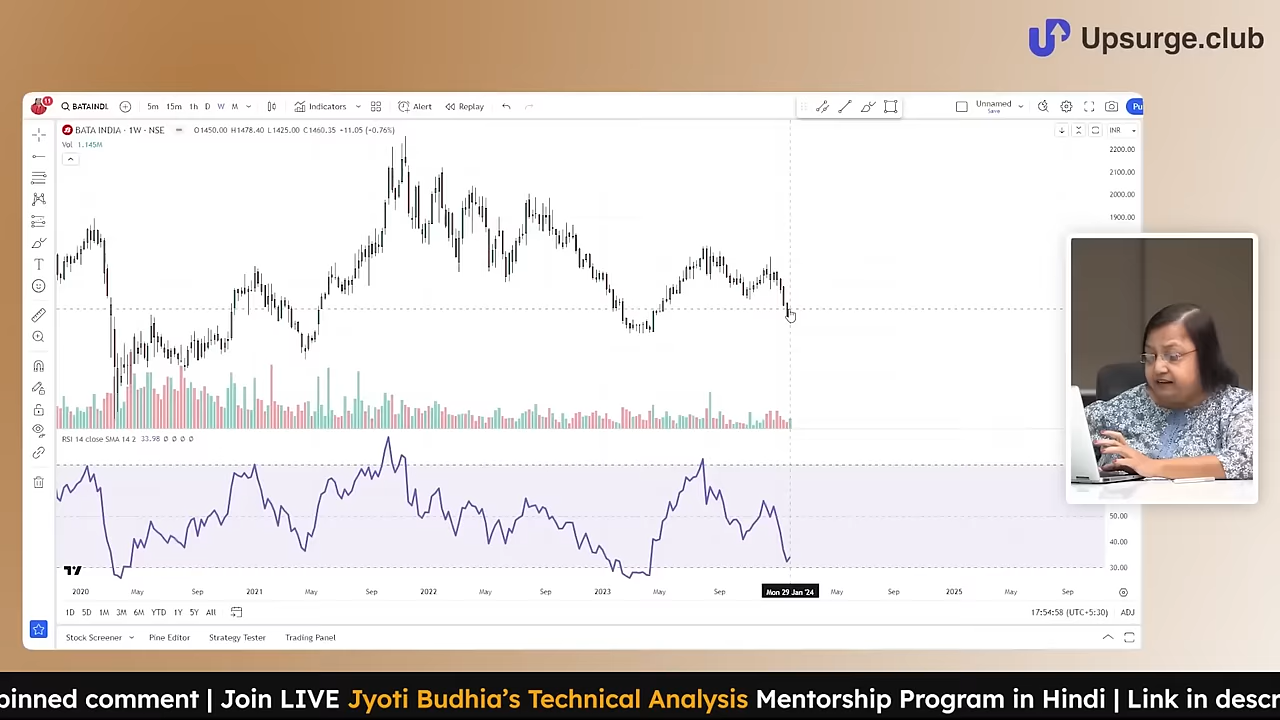 Upsurge.club
11
BATAINDI
5m 15m 1h D W M
Indicators
Alert
Replay
Unnamed
Save
Pu
BATA INDIA · 1W · NSE O1450.00 H1478.40 L1425.00 C1460.35 +11.05 (+0.76%)
INR
Vol 1.145M
2200.00
2100.00
2000.00
1900.00
RSI 14 close SMA 14 2 33.98 Ø Ø Ø Ø
50.00
40.00
30.00
2020 May Sep 2021 May Sep 2022 May Sep 2023 May Sep Mon 29 Jan '24 May Sep 2025 May Sep
1D 5D 1M 3M 6M YTD 1Y 5Y All
17:54:58 (UTC+5:30) ADJ
Stock Screener Pine Editor Strategy Tester Trading Panel
pinned comment | Join LIVE Jyoti Budhia's Technical Analysis Mentorship Program in Hindi | Link in descr